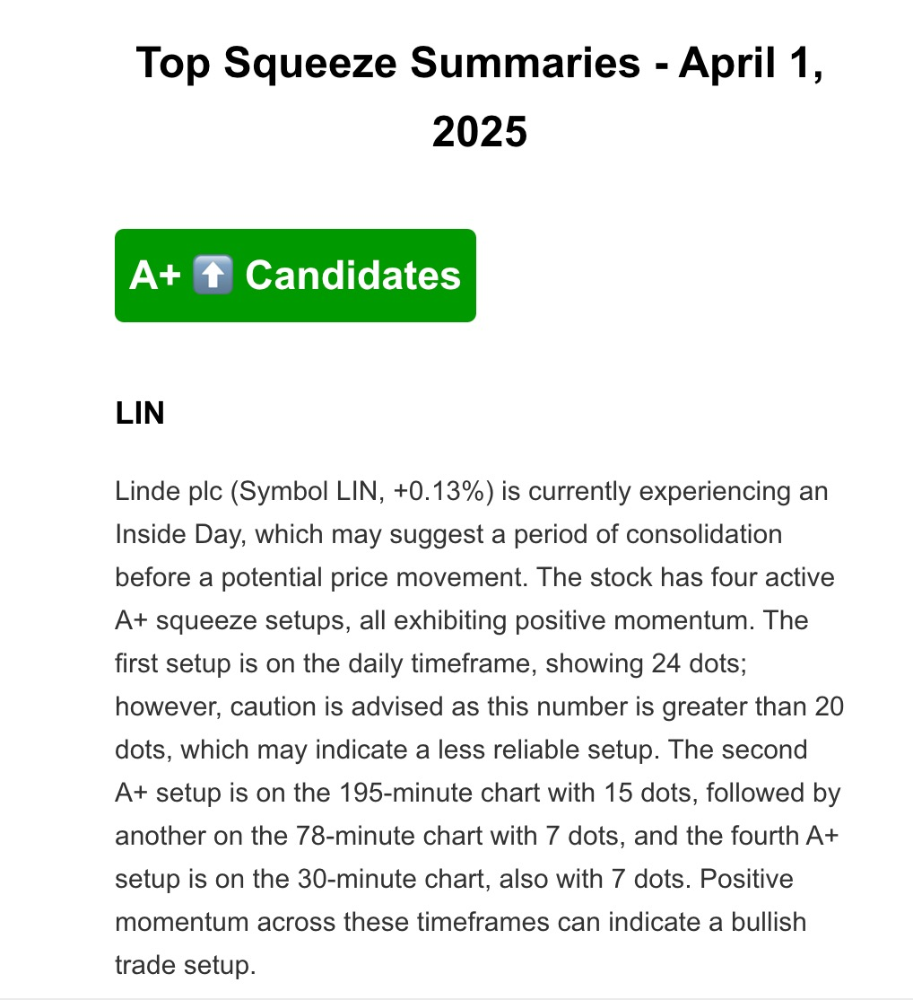 Top Squeeze Summaries - April 1,
2025
A+ ⬆️ Candidates
LIN
Linde plc (Symbol LIN, +0.13%) is currently experiencing an
Inside Day, which may suggest a period of consolidation
before a potential price movement. The stock has four active
A+ squeeze setups, all exhibiting positive momentum. The
first setup is on the daily timeframe, showing 24 dots;
however, caution is advised as this number is greater than 20
dots, which may indicate a less reliable setup. The second
A+ setup is on the 195-minute chart with 15 dots, followed by
another on the 78-minute chart with 7 dots, and the fourth A+
setup is on the 30-minute chart, also with 7 dots. Positive
momentum across these timeframes can indicate a bullish
trade setup.